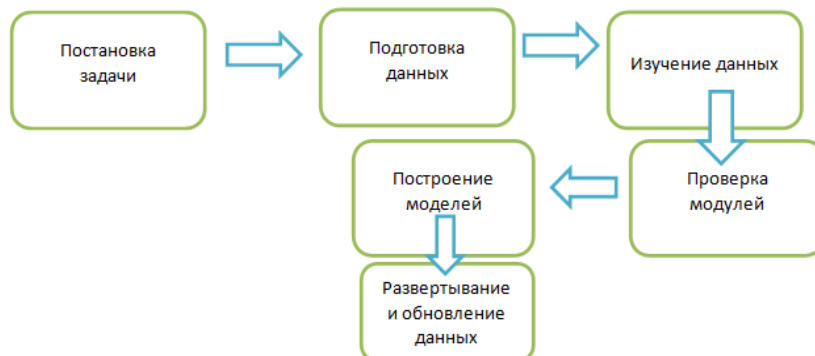 Постановка
задачи
Подготовка
данных
Изучение данных
Проверка
модулей
Построение
моделей
Развертывание
и обновление
данных